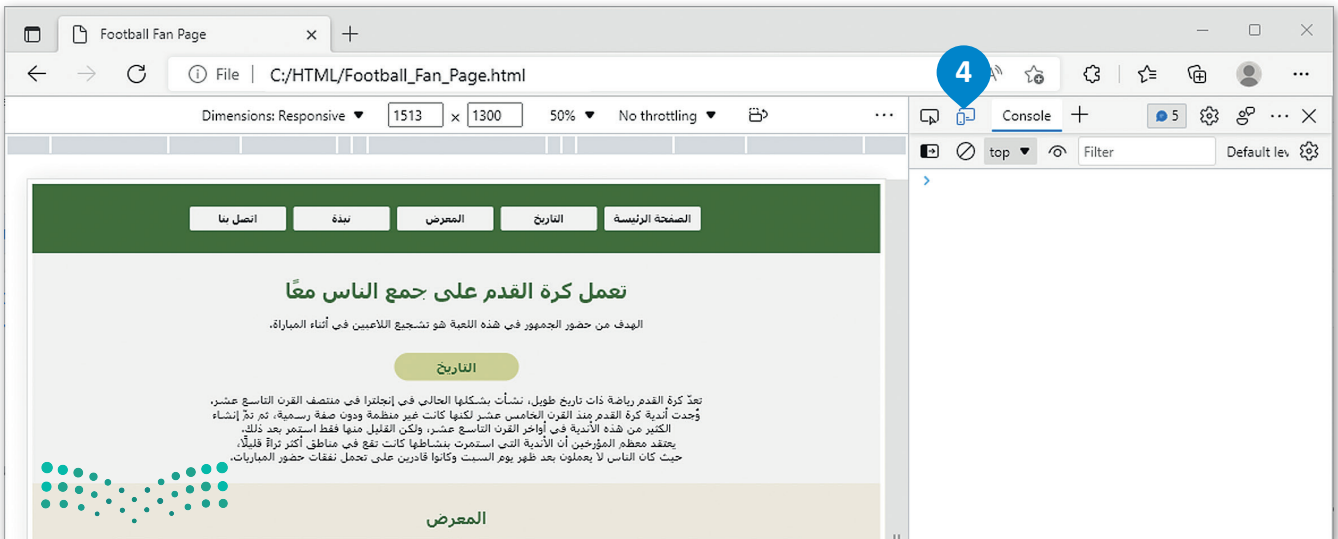 Football Fan Page
File | C:/HTML/Football_Fan_Page.html
4
Dimensions: Responsive 1513 x 1300 50% No throttling
Console 5
top Filter Default lev
الصفحة الرئيسة التاريخ المعرض نبذة اتصل بنا
تعمل كرة القدم على جمع الناس معًا
الهدف من حضور الجمهور في هذه اللعبة هو تشجيع اللاعبين في أثناء المباراة.
التاريخ
تعدّ كرة القدم رياضة ذات تاريخ طويل، نشأت بشكلها الحالي في إنجلترا في منتصف القرن التاسع عشر.
وُجدت أندية كرة القدم منذ القرن الخامس عشر لكنها كانت غير منظمة ودون صفة رسمية، ثم تمّ إنشاء
الكثير من هذه الأندية في أواخر القرن التاسع عشر، ولكن القليل منها فقط استمر بعد ذلك.
يعتقد معظم المؤرخين أن الأندية التي استمرت بنشاطها كانت تقع في مناطق أكثر ثراءً قليلًا،
حيث كان الناس لا يعملون بعد ظهر يوم السبت وكانوا قادرين على تحمل نفقات حضور المباريات.
المعرض